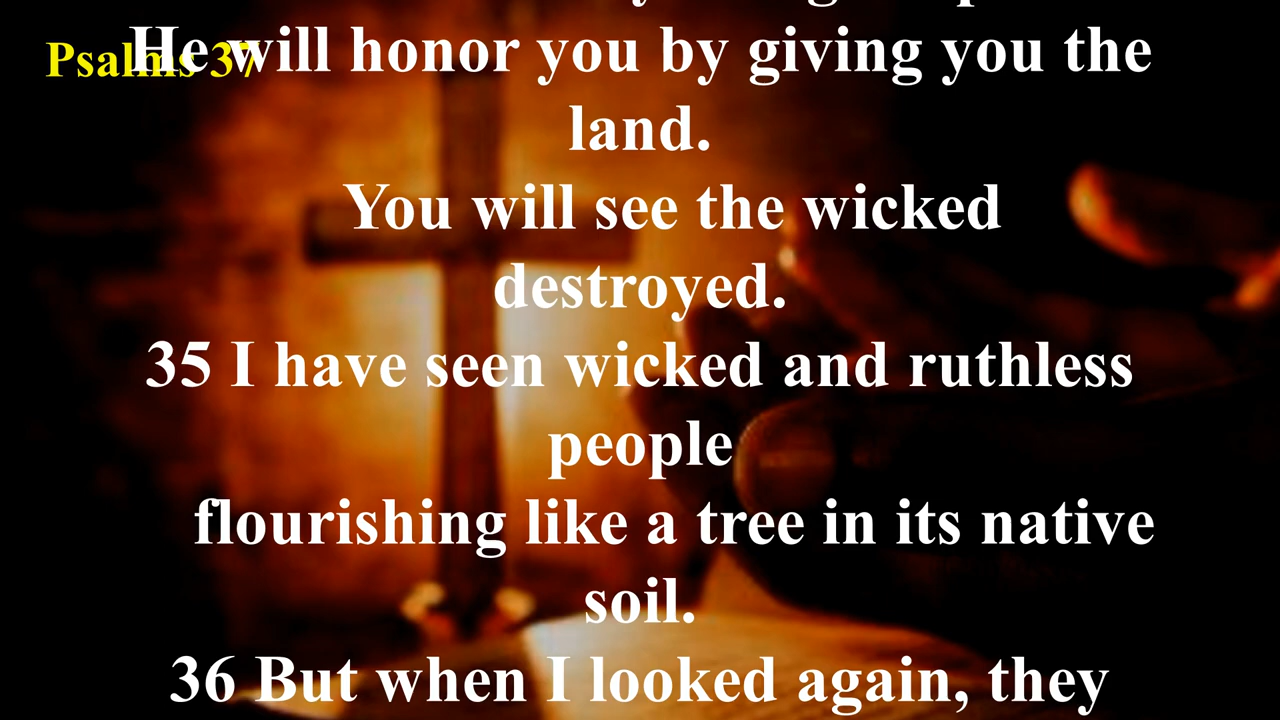 Psalms 37
He will honor you by giving you the
land.
You will see the wicked
destroyed.
35 I have seen wicked and ruthless
people
flourishing like a tree in its native
soil.
36 But when I looked again, they